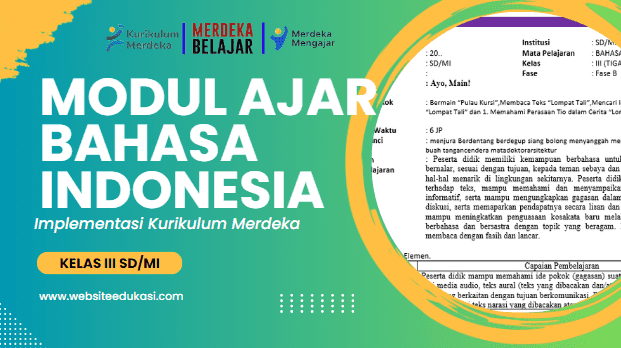 Kurikulum
Merdeka
MERDEKA
BELAJAR
Merdeka
Mengajar
MODUL AJAR
BAHASA
INDONESIA
Implementasi Kurikulum Merdeka
KELAS III SD/MI
www.websiteedukasi.com
Institusi : SD/MI
: 20.. Mata Pelajaran : BAHASA
: SD/MI Kelas : III (TIGA
: Fase : Fase B
: Ayo, Main!
: Bermain "Pulau Kursi",Membaca Teks "Lompat Tali",Mencari
"Lompat Tali" dan 1. Memahami Perasaan Tio dalam Cerita "Lom
Waktu : 6 JP
: menjura Berdentang berdegup siang bolong menyanggah me
buah tangancendera matadoktorarsitektur
: Peserta didik memiliki kemampuan berbahasa untu
bernalar, sesuai dengan tujuan, kepada teman sebaya dan
hal-hal menarik di lingkungan sekitarnya. Peserta didik
terhadap teks, mampu memahami dan menyampaika
informatif, serta mampu mengungkapkan gagasan dalam
diskusi, serta memaparkan pendapatnya secara lisan dan
mampu meningkatkan penguasaan kosakata baru mela
berbahasa dan bersastra dengan topik yang beragam.
membaca dengan fasih dan lancar.
Elemen.
Capaian Pembelajaran
Peserta didik mampu memahami ide pokok (gagasan) suat
media audio, teks aural (teks yang dibacakan dan/a
berkaitan dengan tujuan berkomunikasi.
teks narasi yang dibacakan